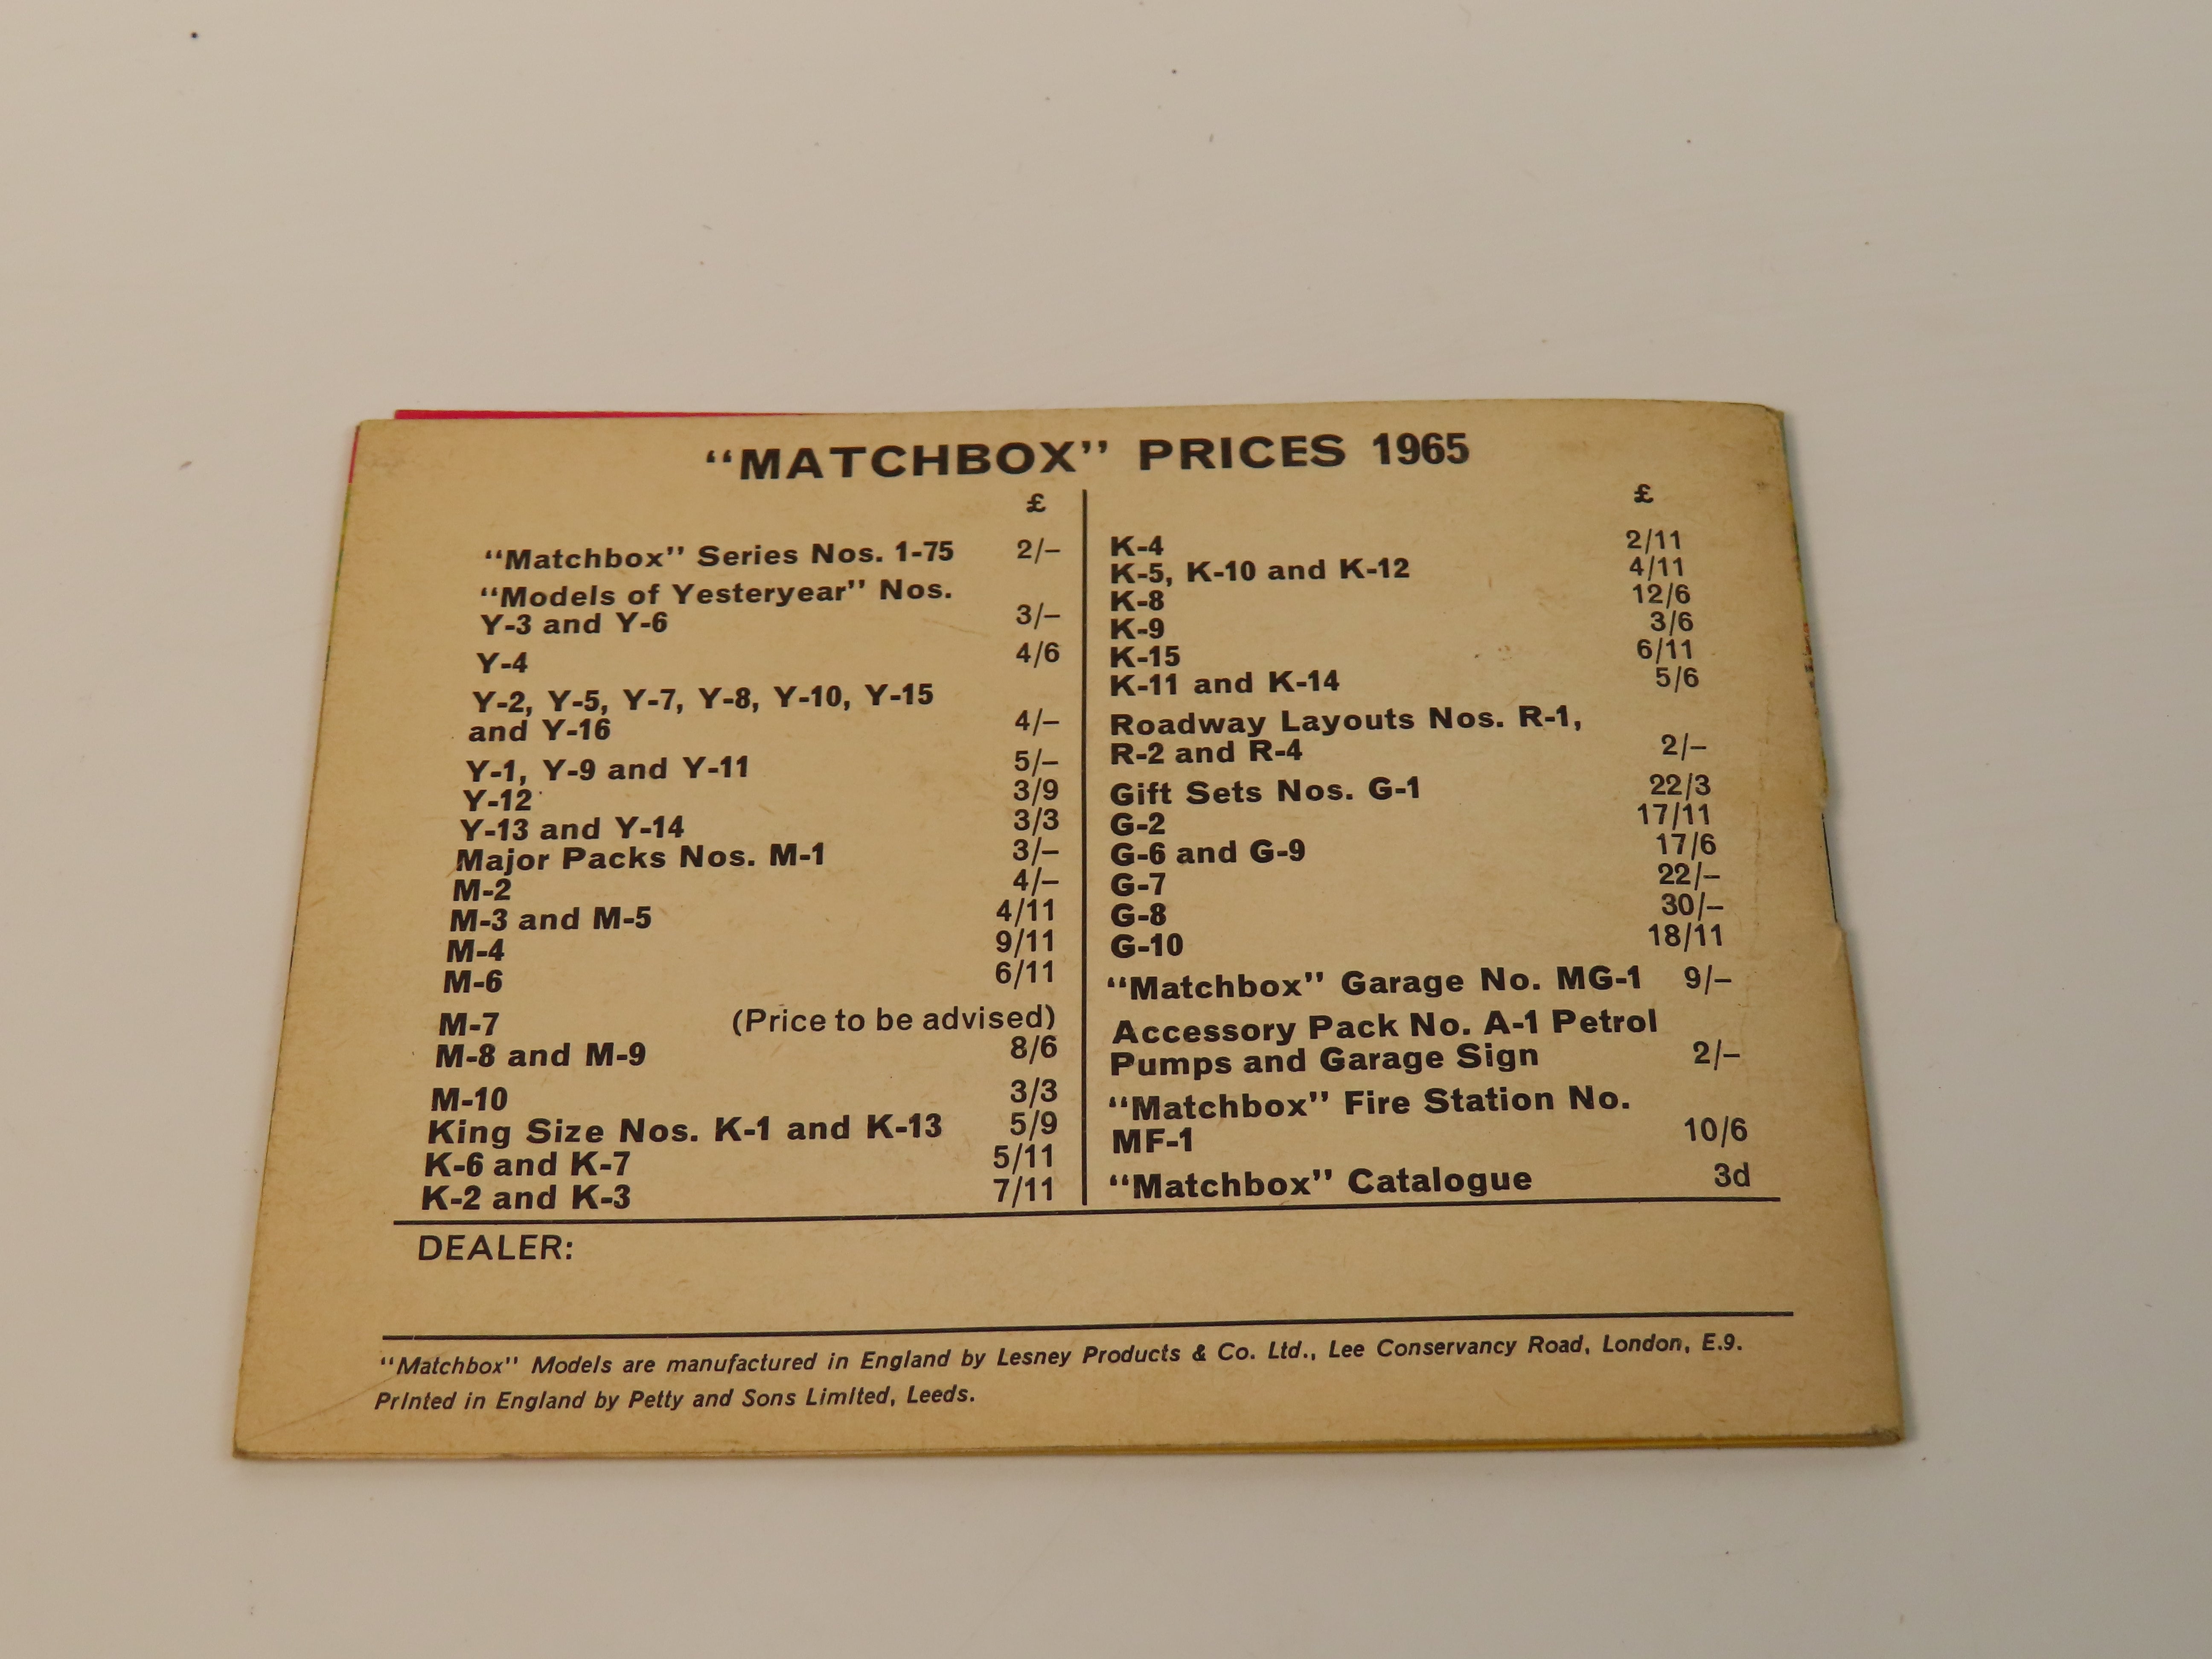 “MATCHBOX” PRICES 1965
£
“Matchbox” Series Nos. 1-75 2/–
“Models of Yesteryear” Nos.
Y-3 and Y-6 3/–
Y-4 4/6
Y-2, Y-5, Y-7, Y-8, Y-10, Y-15
and Y-16 4/–
Y-1, Y-9 and Y-11 5/–
Y-12 3/9
Y-13 and Y-14 3/3
Major Packs Nos. M-1 3/–
M-2 4/–
M-3 and M-5 4/11
M-4 9/11
M-6 6/11
M-7 (Price to be advised)
M-8 and M-9 8/6
M-10 3/3
King Size Nos. K-1 and K-13 5/9
K-6 and K-7 5/11
K-2 and K-3 7/11
£
K-4 2/11
K-5, K-10 and K-12 4/11
K-8 12/6
K-9 3/6
K-15 6/11
K-11 and K-14 5/6
Roadway Layouts Nos. R-1,
R-2 and R-4 2/–
Gift Sets Nos. G-1 22/3
G-2 17/11
G-6 and G-9 17/6
G-7 22/–
G-8 30/–
G-10 18/11
“Matchbox” Garage No. MG-1 9/–
Accessory Pack No. A-1 Petrol
Pumps and Garage Sign 2/–
“Matchbox” Fire Station No.
MF-1 10/6
“Matchbox” Catalogue 3d
DEALER:
“Matchbox” Models are manufactured in England by Lesney Products & Co. Ltd., Lee Conservancy Road, London, E.9.
Printed in England by Petty and Sons Limited, Leeds.